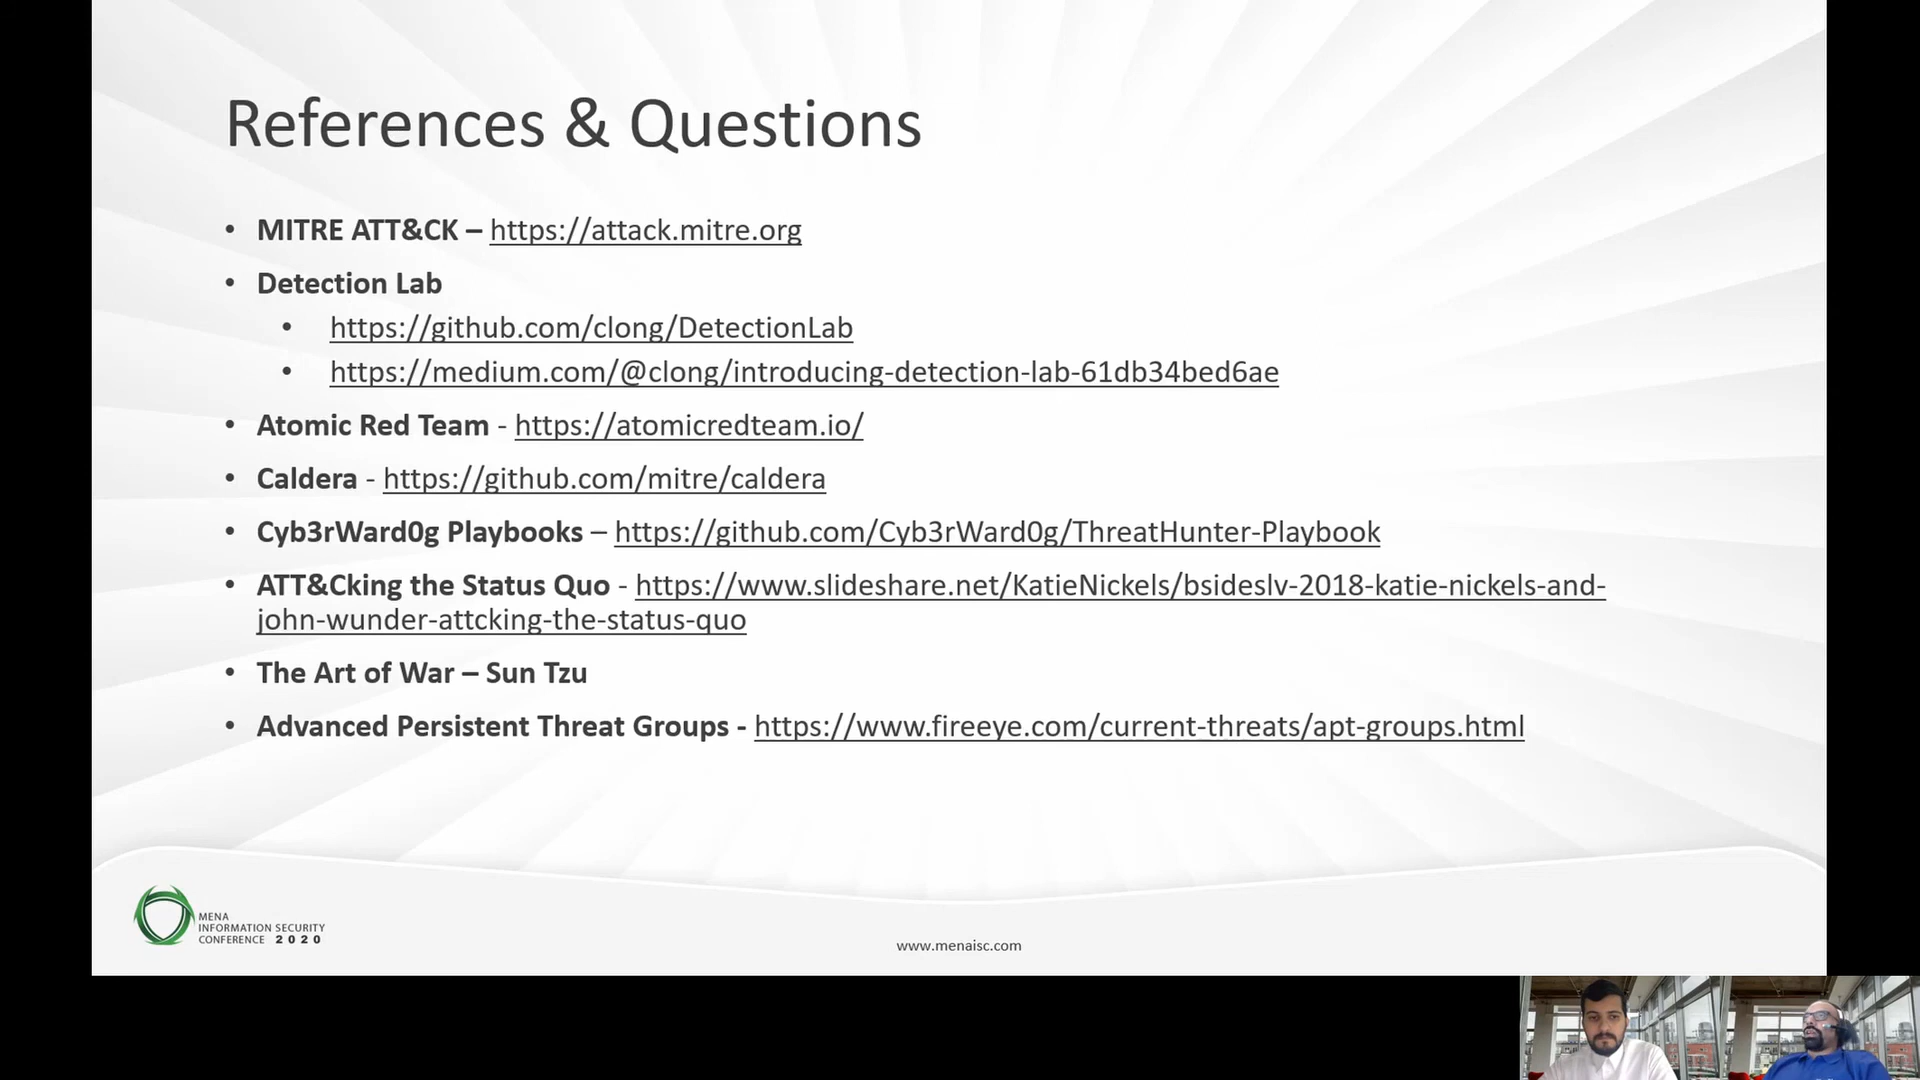 References & Questions
• MITRE ATT&CK – https://attack.mitre.org
• Detection Lab
• https://github.com/clong/DetectionLab
• https://medium.com/@clong/introducing-detection-lab-61db34bed6ae
• Atomic Red Team - https://atomicredteam.io/
• Caldera - https://github.com/mitre/caldera
• Cyb3rWard0g Playbooks – https://github.com/Cyb3rWard0g/ThreatHunter-Playbook
• ATT&Cking the Status Quo - https://www.slideshare.net/KatieNickels/bsideslv-2018-katie-nickels-and-
john-wunder-attcking-the-status-quo
• The Art of War – Sun Tzu
• Advanced Persistent Threat Groups - https://www.fireeye.com/current-threats/apt-groups.html
MENA
INFORMATION SECURITY
CONFERENCE 2020
www.menaisc.com